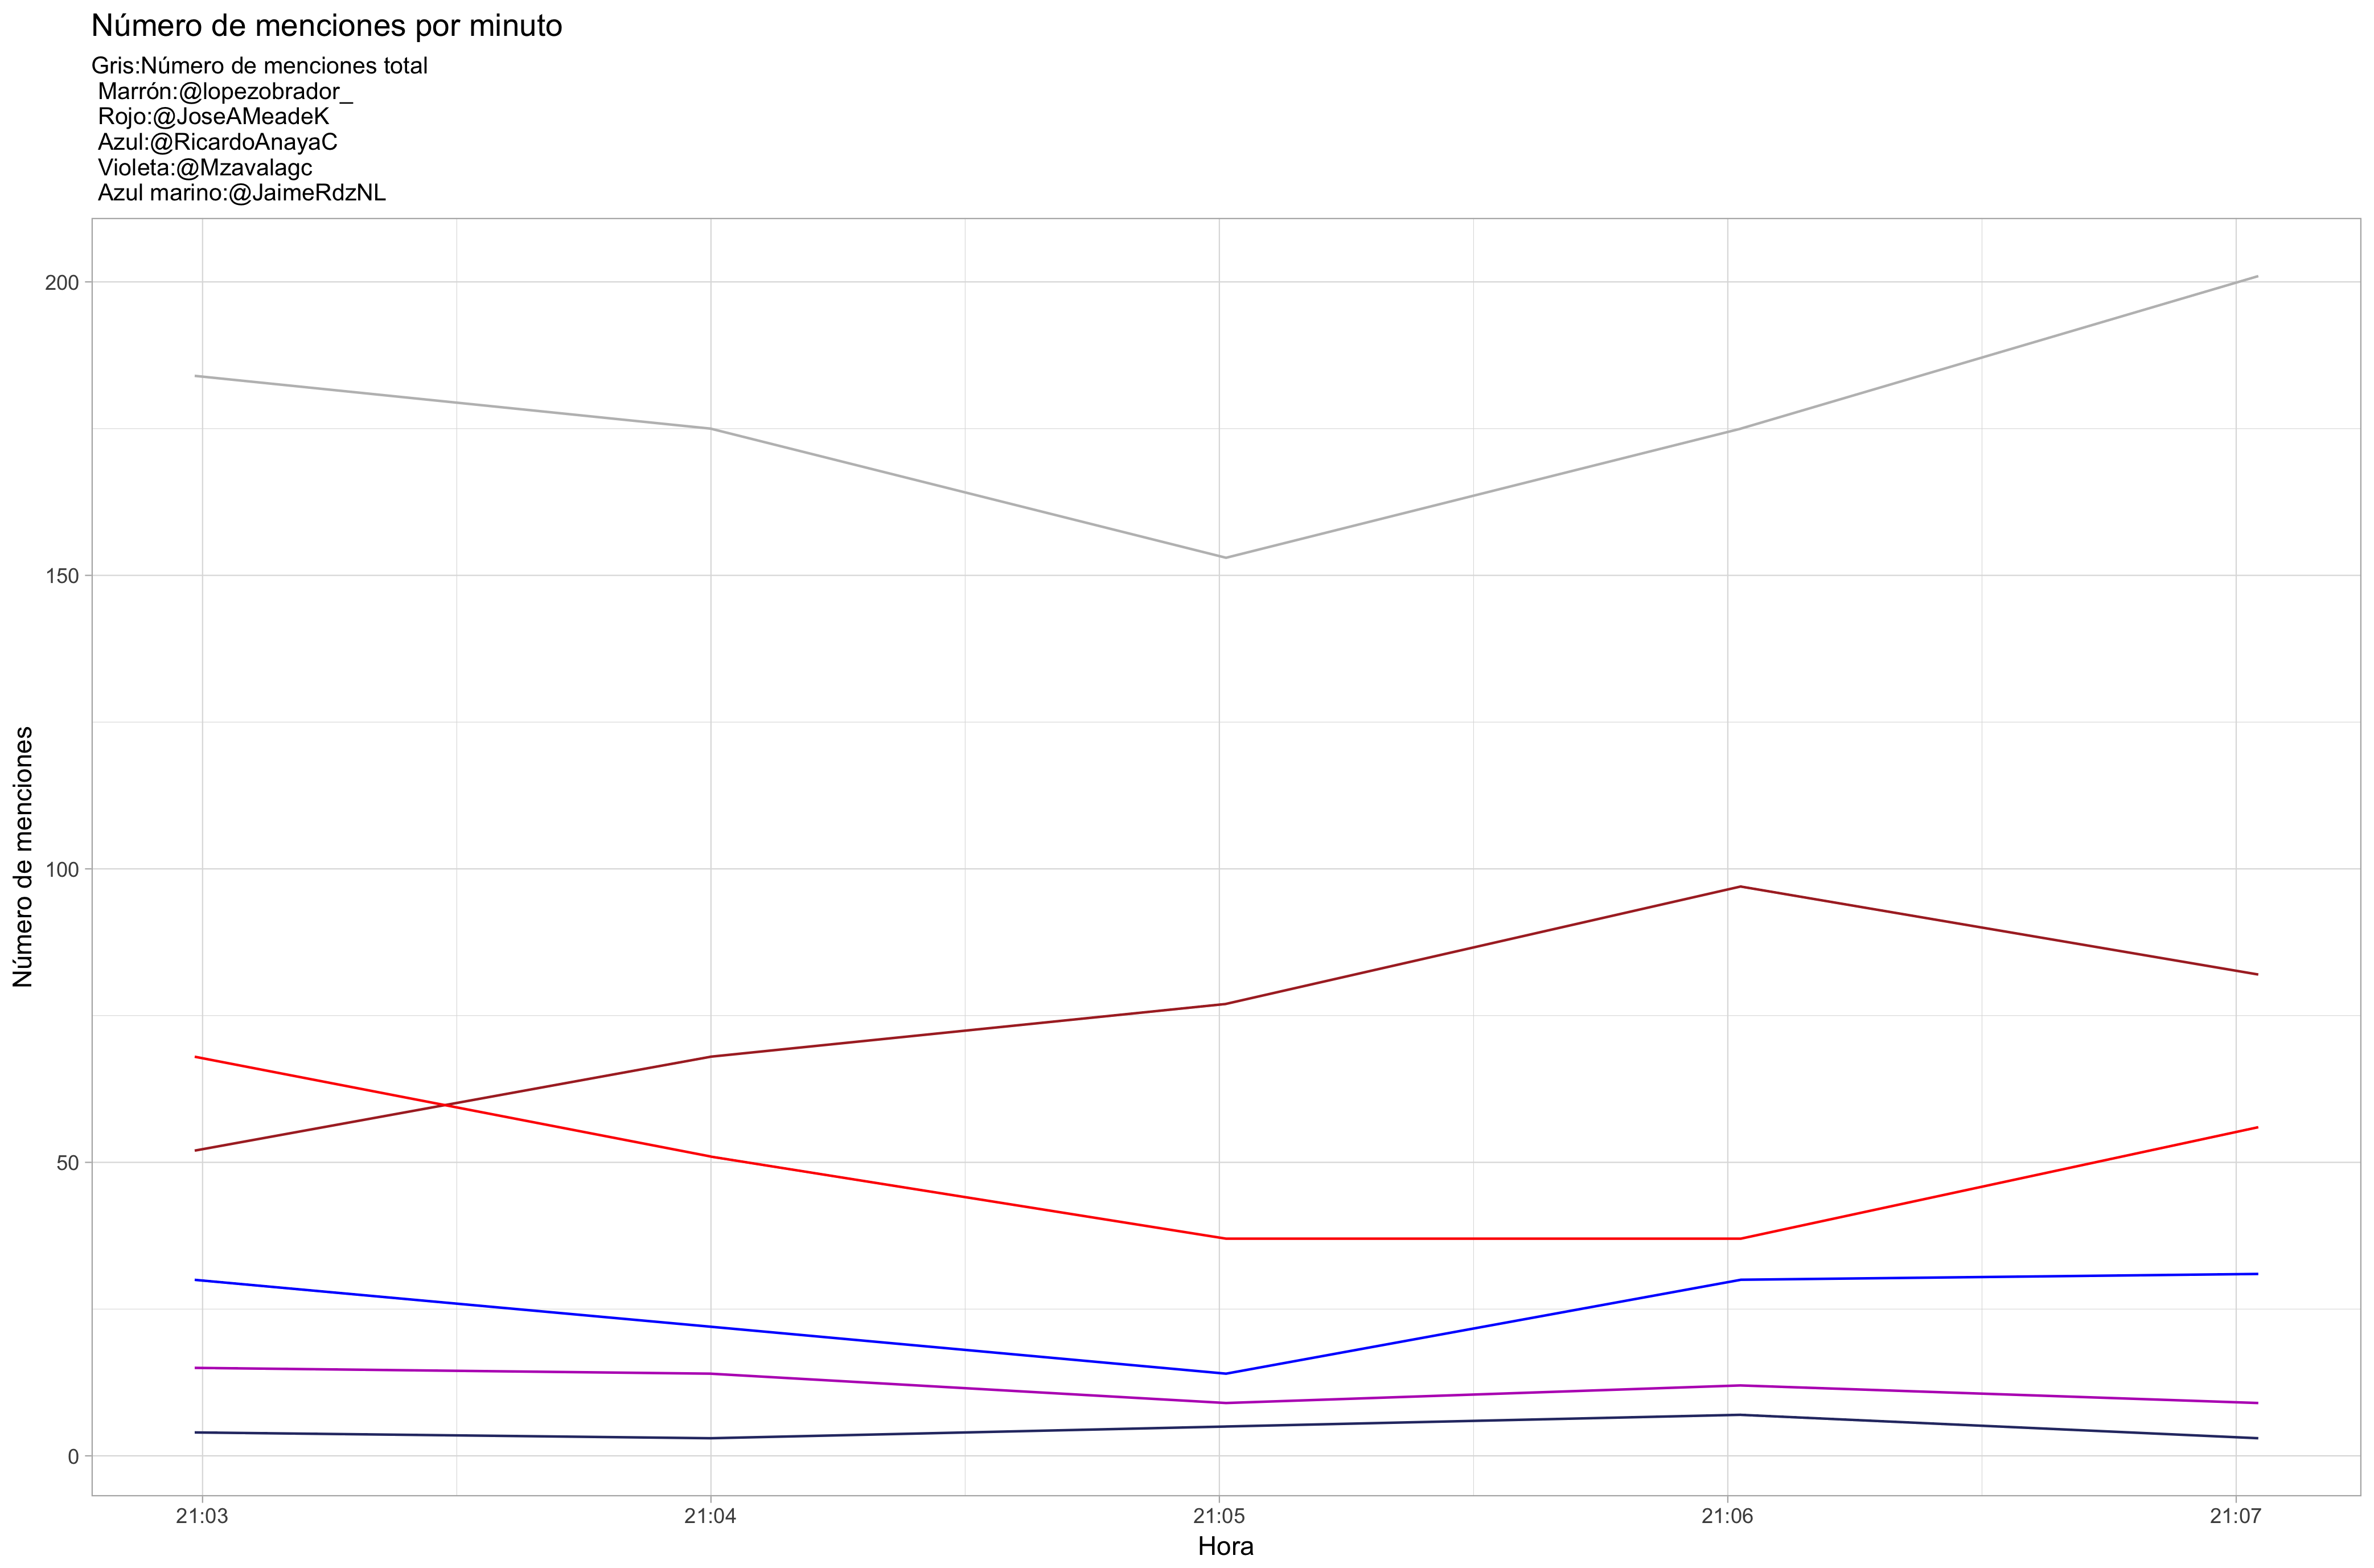 Número de menciones por minuto
Gris:Número de menciones total
Marrón:@lopezobrador_
Rojo:@JoseAMeadeK
Azul:@RicardoAnayaC
Violeta:@Mzavalagc
Azul marino:@JaimeRdzNL
200
150
100
50
0
Número de menciones
21:03
21:04
21:05
21:06
21:07
Hora